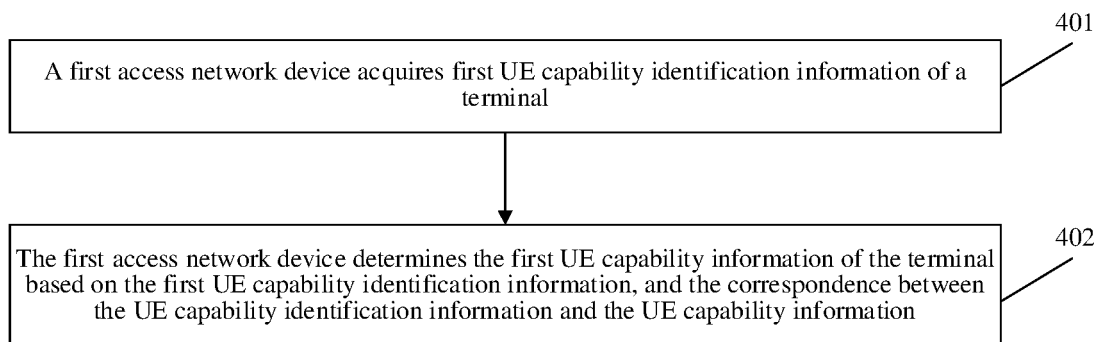 401
A first access network device acquires first UE capability identification information of a
terminal
402
The first access network device determines the first UE capability information of the terminal
based on the first UE capability identification information, and the correspondence between
the UE capability identification information and the UE capability information